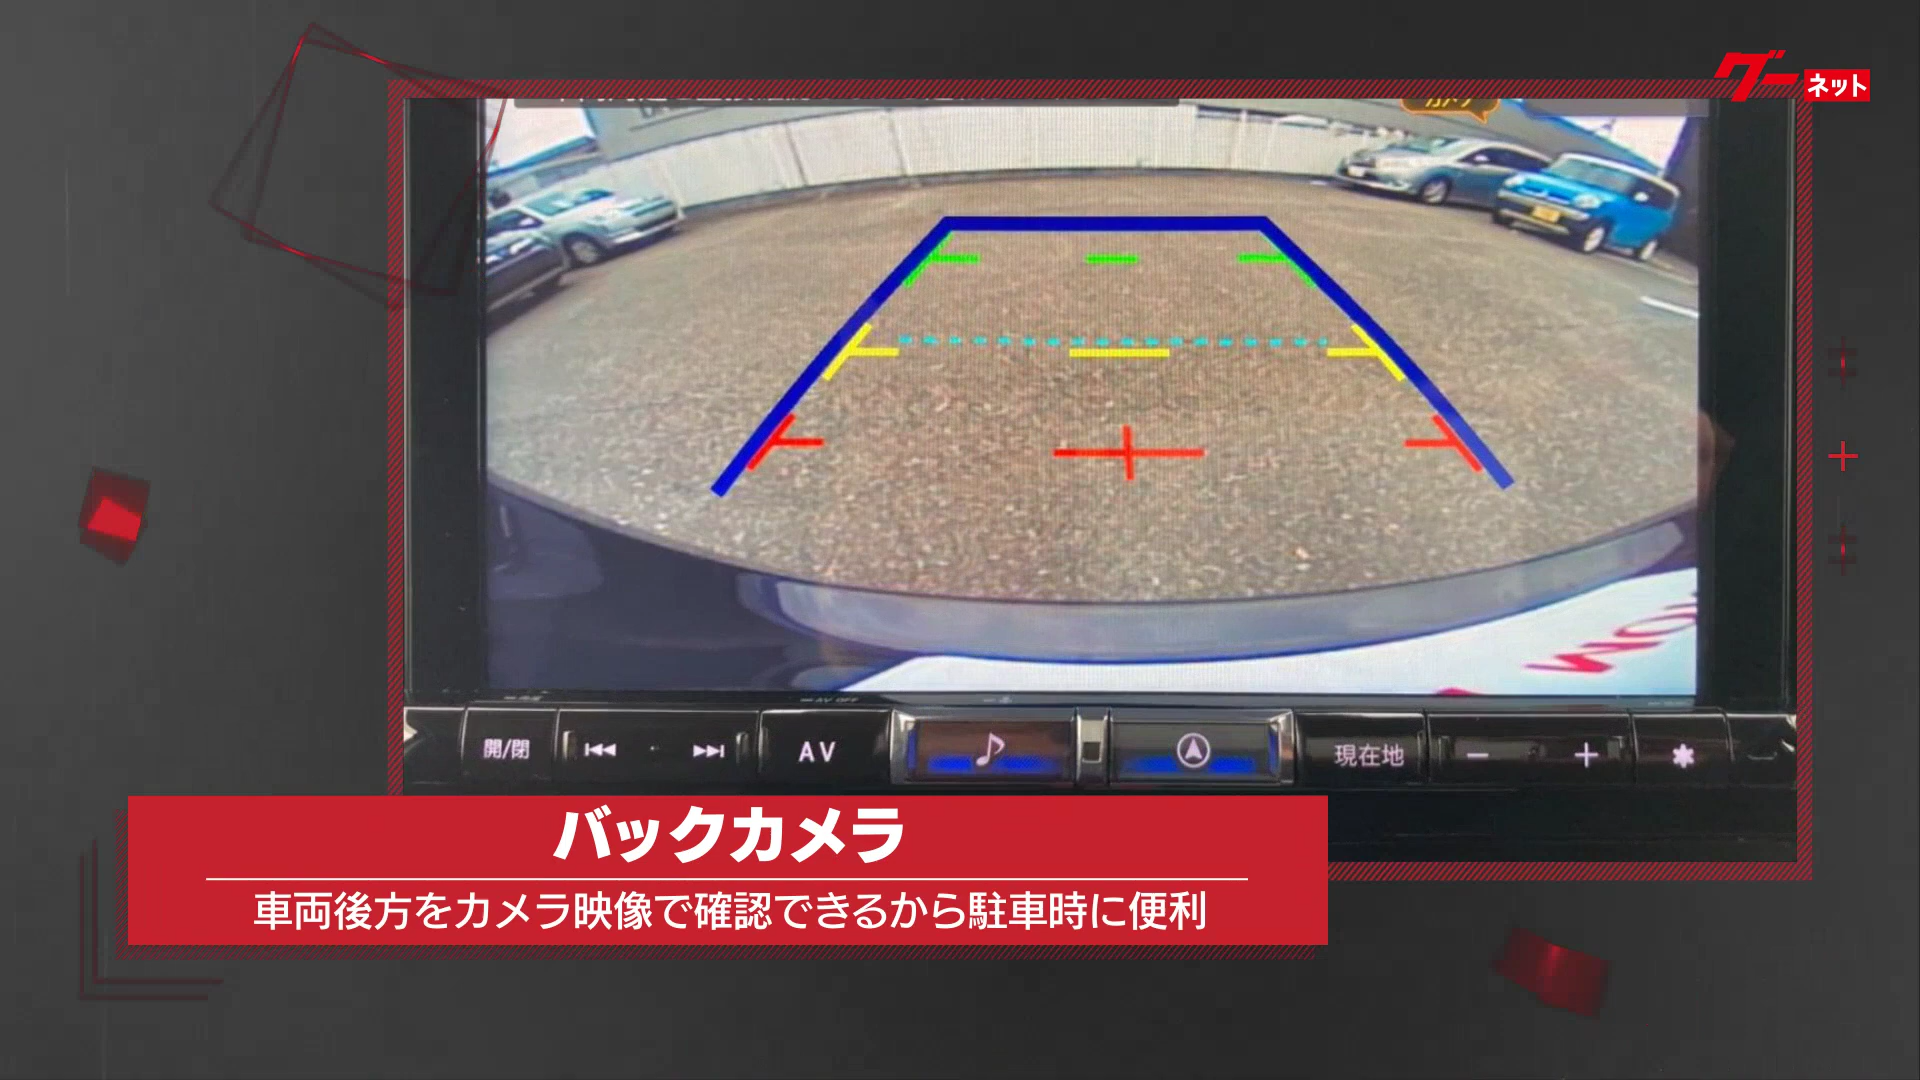 グーネット
開/閉
AV
現在地
バックカメラ
車両後方をカメラ映像で確認できるから駐車時に便利